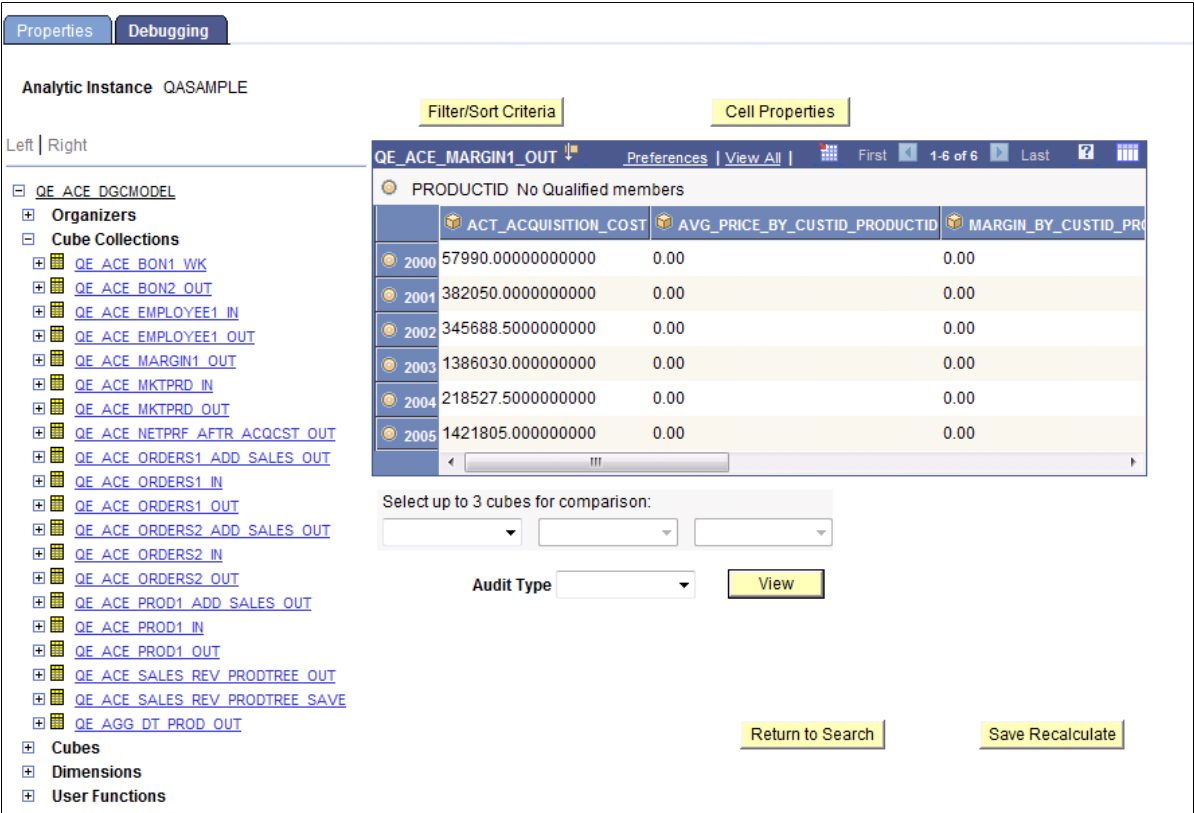 Properties Debugging
Analytic Instance QASAMPLE
Filter/Sort Criteria Cell Properties
Left | Right
QE_ACE_DGCMODEL
Organizers
Cube Collections
QE_ACE_BON1_WK
QE_ACE_BON2_OUT
QE_ACE_EMPLOYEE1_IN
QE_ACE_EMPLOYEE1_OUT
QE_ACE_MARGIN1_OUT
QE_ACE_MKTPRD_IN
QE_ACE_MKTPRD_OUT
QE_ACE_NETPRF_AFTR_ACQCST_OUT
QE_ACE_ORDERS1_ADD_SALES_OUT
QE_ACE_ORDERS1_IN
QE_ACE_ORDERS1_OUT
QE_ACE_ORDERS2_ADD_SALES_OUT
QE_ACE_ORDERS2_IN
QE_ACE_ORDERS2_OUT
QE_ACE_PROD1_ADD_SALES_OUT
QE_ACE_PROD1_IN
QE_ACE_PROD1_OUT
QE_ACE_SALES_REV_PRODTREE_OUT
QE_ACE_SALES_REV_PRODTREE_SAVE
QE_AGG_DT_PROD_OUT
Cubes
Dimensions
User Functions
QE_ACE_MARGIN1_OUT Preferences | View All | First 1-6 of 6 Last
PRODUCTID No Qualified members
ACT_ACQUISITION_COST AVG_PRICE_BY_CUSTID_PRODUCTID MARGIN_BY_CUSTID_PRO
2000 57990.00000000000 0.00 0.00
2001 382050.0000000000 0.00 0.00
2002 345688.5000000000 0.00 0.00
2003 1386030.000000000 0.00 0.00
2004 218527.5000000000 0.00 0.00
2005 1421805.000000000 0.00 0.00
Select up to 3 cubes for comparison:
Audit Type View
Return to Search Save Recalculate